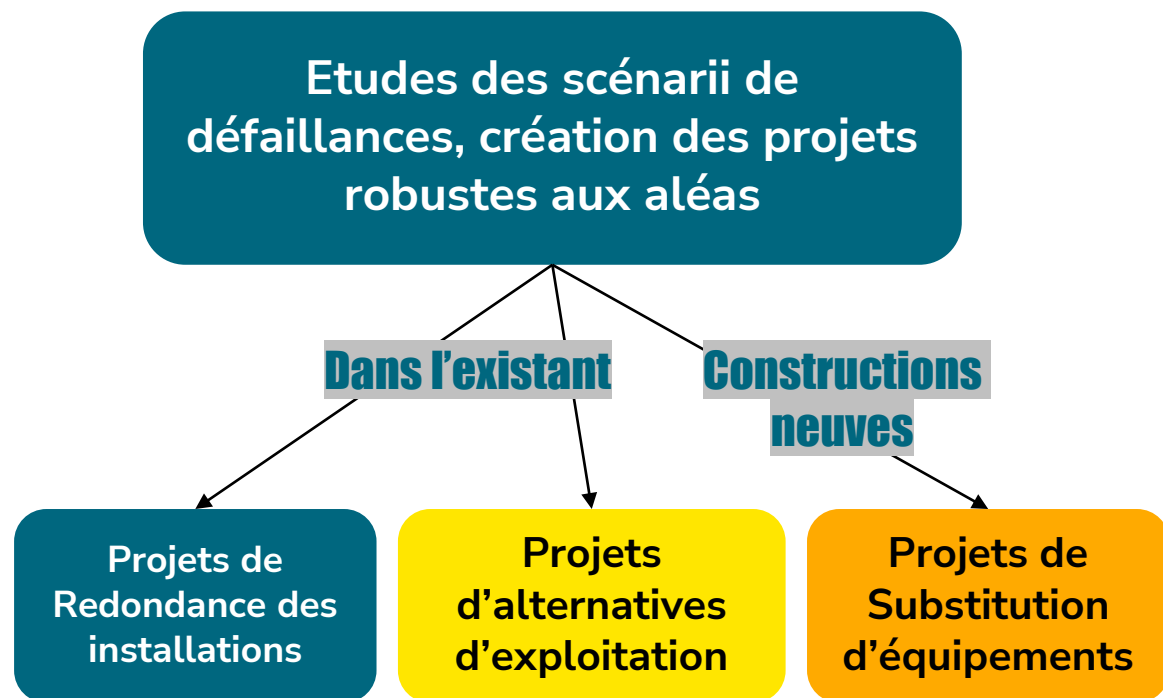 Etudes des scénarii de
défaillances, création des projets
robustes aux aléas
Dans l’existant
Constructions
neuves
Projets de
Redondance des
installations
Projets
d’alternatives
d’exploitation
Projets de
Substitution
d’équipements